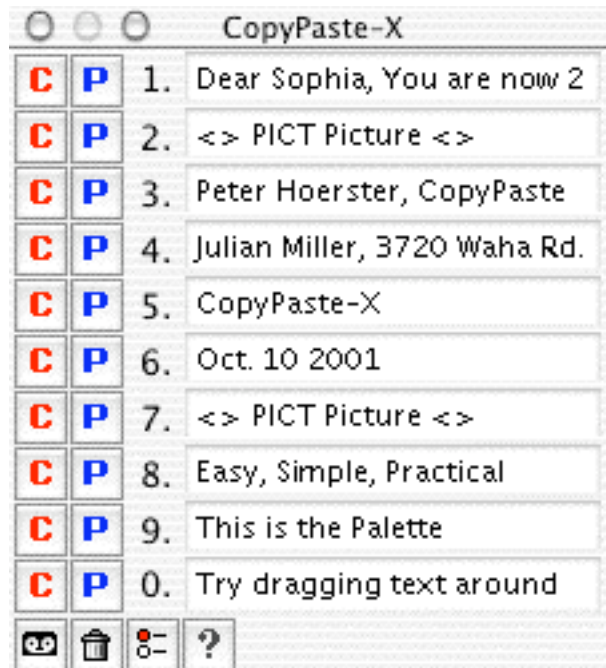 CopyPaste-X
C P 1. Dear Sophia, You are now 2
C P 2. <> PICT Picture <>
C P 3. Peter Hoerster, CopyPaste
C P 4. Julian Miller, 3720 Waha Rd.
C P 5. CopyPaste-X
C P 6. Oct. 10 2001
C P 7. <> PICT Picture <>
C P 8. Easy, Simple, Practical
C P 9. This is the Palette
C P 0. Try dragging text around
?